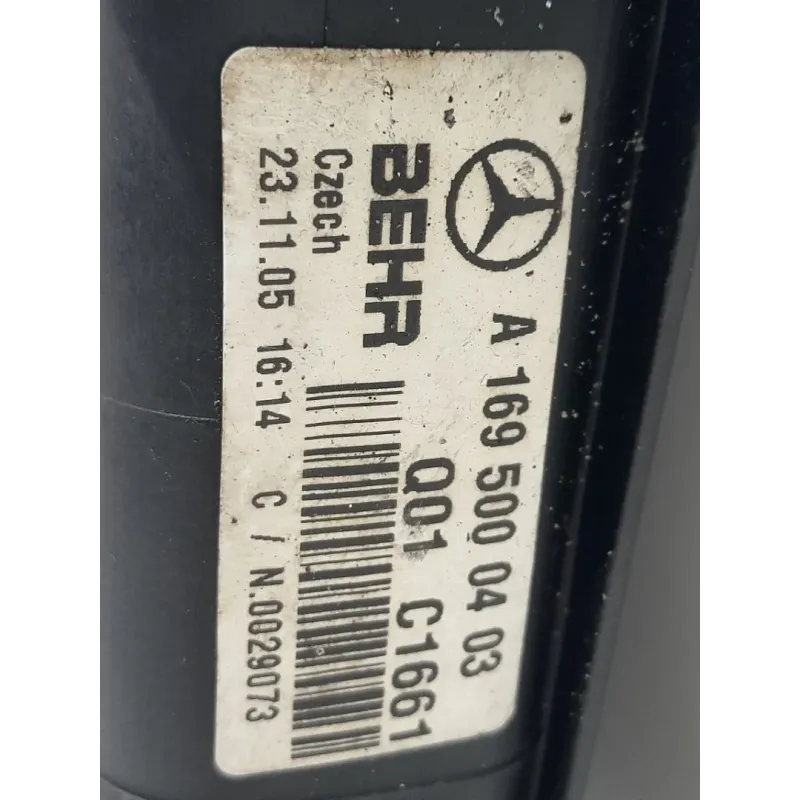 A 169 500 04 03
BEHR Q01 C1661
Czech
23.11.05 16:14 C / N.0029073